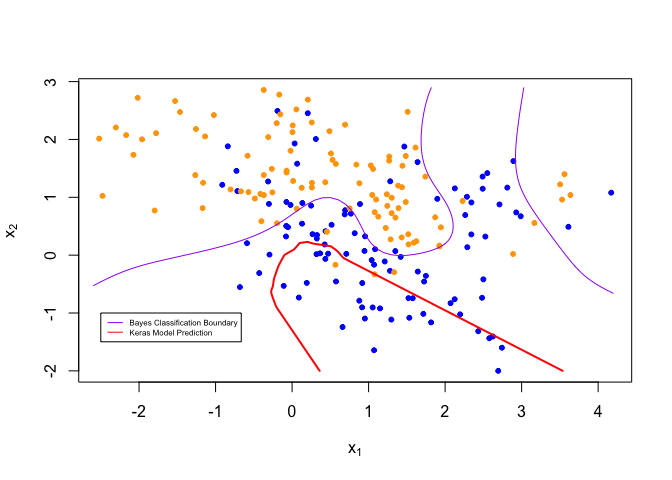 3
2
1
0
-1
-2
x2
Bayes Classification Boundary
Keras Model Prediction
-2 -1 0 1 2 3 4
x1